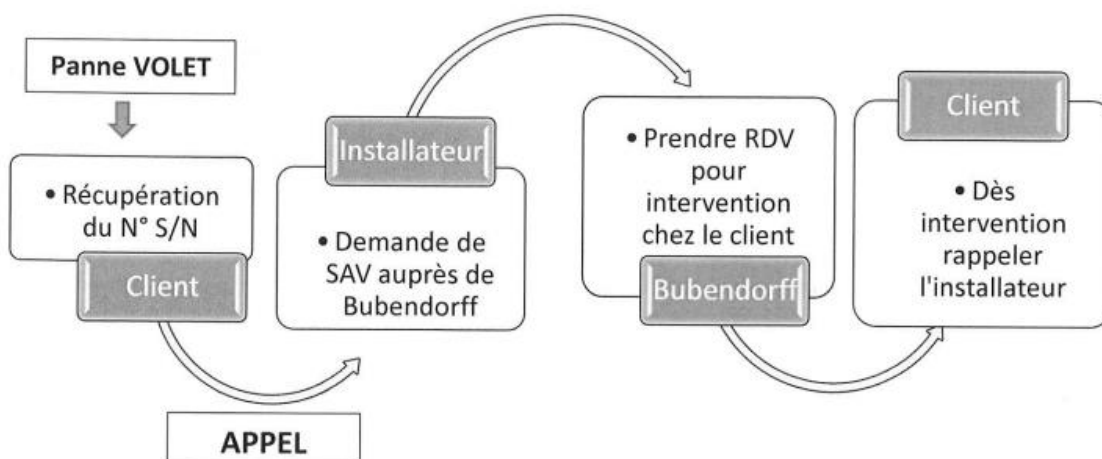 Panne VOLET
• Récupération
du N° S/N
Client
APPEL
Installateur
• Demande de
SAV auprès de
Bubendorff
• Prendre RDV
pour
intervention
chez le client
Bubendorff
Client
• Dès
intervention
rappeler
l'installateur